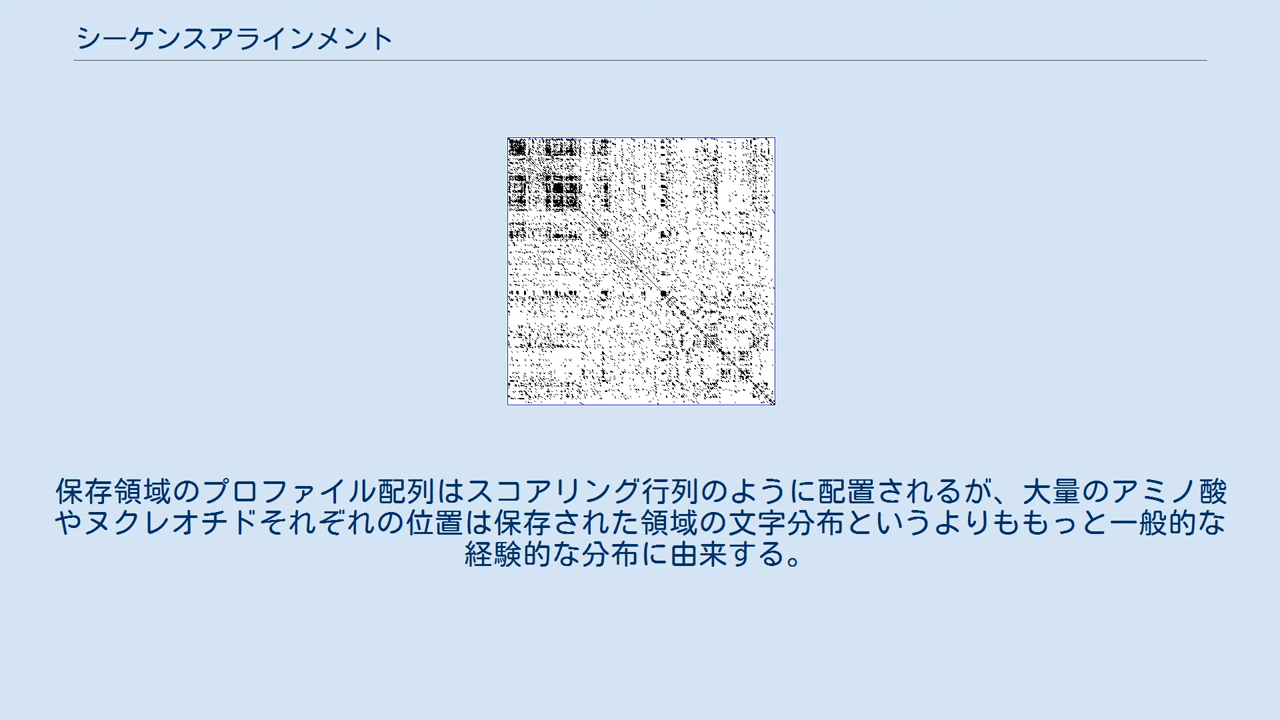 シーケンスアラインメント
保存領域のプロファイル配列はスコアリング行列のように配置されるが、大量のアミノ酸
やヌクレオチドそれぞれの位置は保存された領域の文字分布というよりももっと一般的な
経験的な分布に由来する。